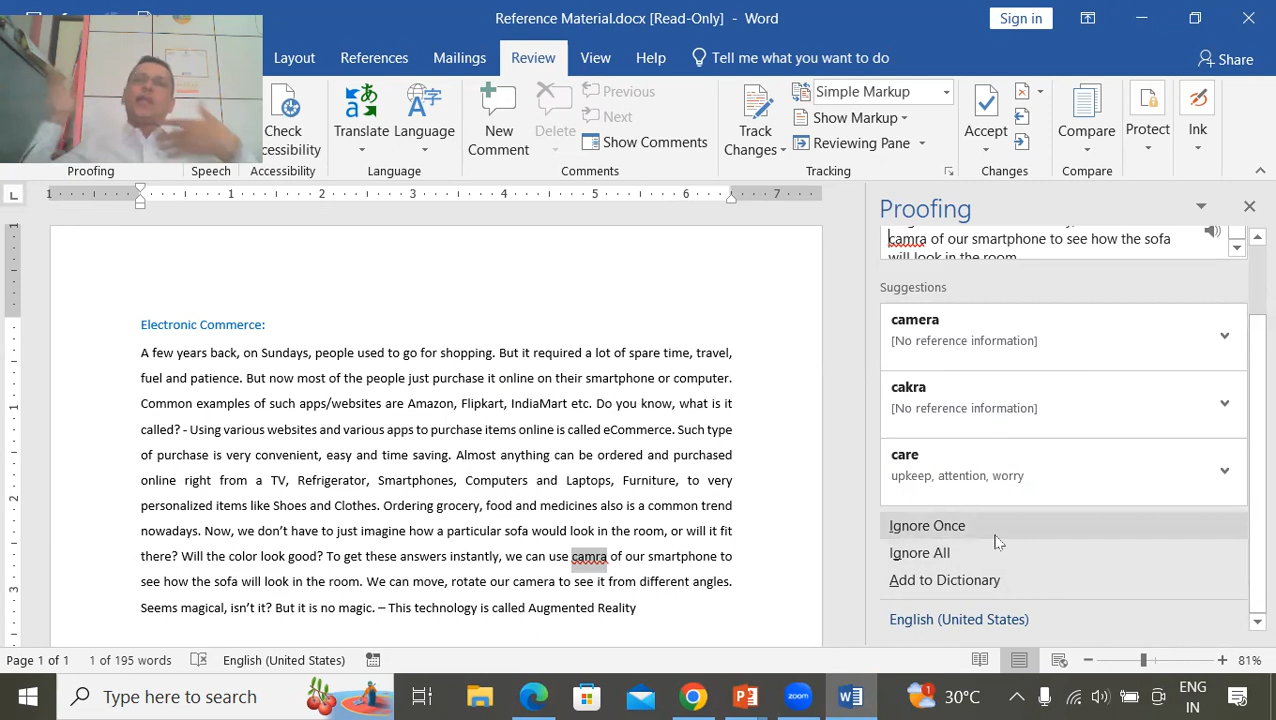 Reference Material.docx [Read-Only] - Word
Sign in
Layout References Mailings Review View Help Tell me what you want to do Share
Check
Accessibility
Translate
Language
New
Comment
Delete
Previous
Next
Show Comments
Track
Changes
Simple Markup
Show Markup
Reviewing Pane
Accept
Compare
Protect
Ink
Proofing Speech Accessibility Language Comments Tracking Changes Compare
1 1 2 3 4 5 6 7
Electronic Commerce:
A few years back, on Sundays, people used to go for shopping. But it required a lot of spare time, travel,
fuel and patience. But now most of the people just purchase it online on their smartphone or computer.
Common examples of such apps/websites are Amazon, Flipkart, IndiaMart etc. Do you know, what is it
called? - Using various websites and various apps to purchase items online is called eCommerce. Such type
of purchase is very convenient, easy and time saving. Almost anything can be ordered and purchased
online right from a TV, Refrigerator, Smartphones, Computers and Laptops, Furniture, to very
personalized items like Shoes and Clothes. Ordering grocery, food and medicines also is a common trend
nowadays. Now, we don't have to just imagine how a particular sofa would look in the room, or will it fit
there? Will the color look good? To get these answers instantly, we can use camra of our smartphone to
see how the sofa will look in the room. We can move, rotate our camera to see it from different angles.
Seems magical, isn't it? But it is no magic. – This technology is called Augmented Reality
1
1
2
3
Proofing
camra of our smartphone to see how the sofa
will look in the room.
Suggestions
camera
[No reference information]
cakra
[No reference information]
care
upkeep, attention, worry
Ignore Once
Ignore All
Add to Dictionary
English (United States)
Page 1 of 1 1 of 195 words English (United States) 81%
Type here to search
zoom
1
30°C
ENG
IN